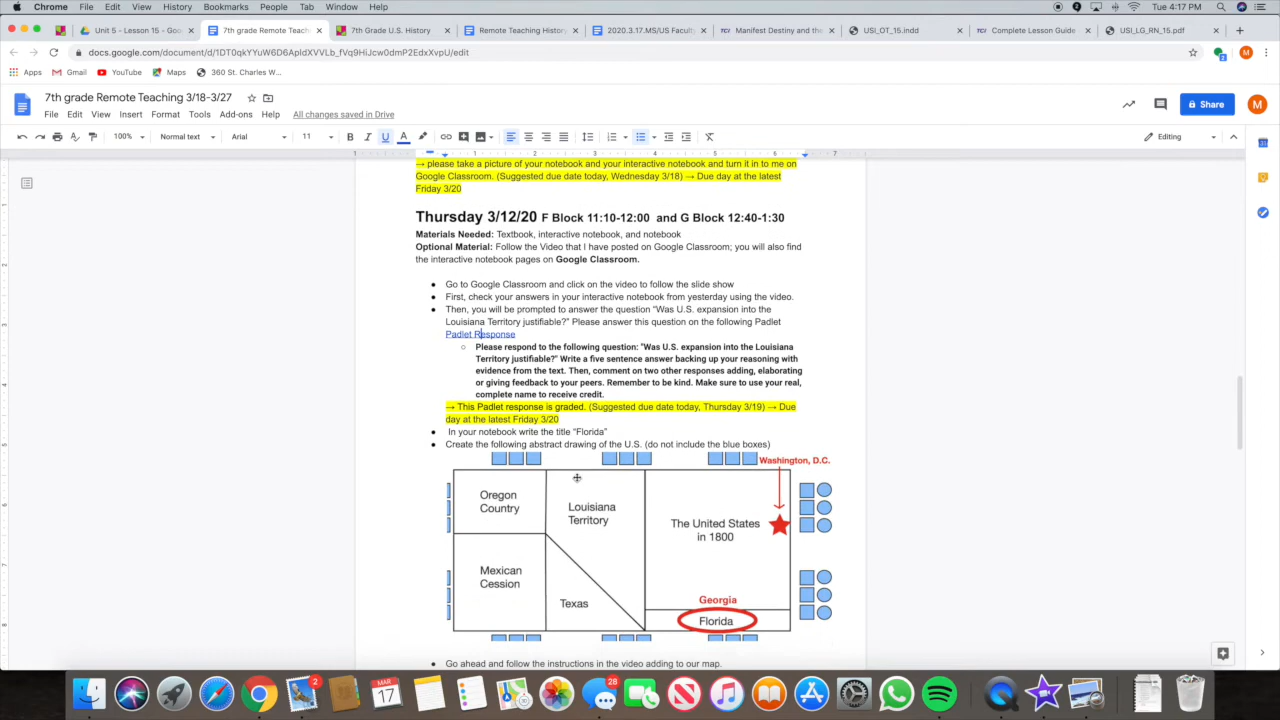 Chrome File Edit View History Bookmarks People Tab Window Help Tue 4:17 PM
Unit 5 - Lesson 15 - Goo 7th grade Remote Teach 7th Grade U.S. History Remote Teaching History 2020.3.17.MS/US Faculty Manifest Destiny and the USI_OT_15.indd Complete Lesson Guide USI_LG_RN_15.pdf
docs.google.com/document/d/1DT0qkYYuW6D6ApldXVVLb_fVq9HiJcw0dmP2EdxXvpU/edit
Apps Gmail YouTube Maps 360 St. Charles W...
7th grade Remote Teaching 3/18-3/27
File Edit View Insert Format Tools Add-ons Help All changes saved in Drive
Share
M
100% Normal text Arial 11 B I U A Editing
1 1 2 3 4 5 6 7
→ please take a picture of your notebook and your interactive notebook and turn it in to me on
Google Classroom. (Suggested due date today, Wednesday 3/18) → Due day at the latest
Friday 3/20
Thursday 3/12/20 F Block 11:10-12:00 and G Block 12:40-1:30
Materials Needed: Textbook, interactive notebook, and notebook
Optional Material: Follow the Video that I have posted on Google Classroom; you will also find
the interactive notebook pages on Google Classroom.
● Go to Google Classroom and click on the video to follow the slide show
● First, check your answers in your interactive notebook from yesterday using the video.
● Then, you will be prompted to answer the question “Was U.S. expansion into the
Louisiana Territory justifiable?” Please answer this question on the following Padlet
Padlet Response
○ Please respond to the following question: "Was U.S. expansion into the Louisiana
Territory justifiable?" Write a five sentence answer backing up your reasoning with
evidence from the text. Then, comment on two other responses adding, elaborating
or giving feedback to your peers. Remember to be kind. Make sure to use your real,
complete name to receive credit.
→ This Padlet response is graded. (Suggested due date today, Thursday 3/19) → Due
day at the latest Friday 3/20
● In your notebook write the title “Florida”
● Create the following abstract drawing of the U.S. (do not include the blue boxes)
Washington, D.C.
Oregon
Country
Louisiana
Territory
The United States
in 1800
Mexican
Cession
Texas
Georgia
Florida
● Go ahead and follow the instructions in the video adding to our map.
2
MAR
17
28